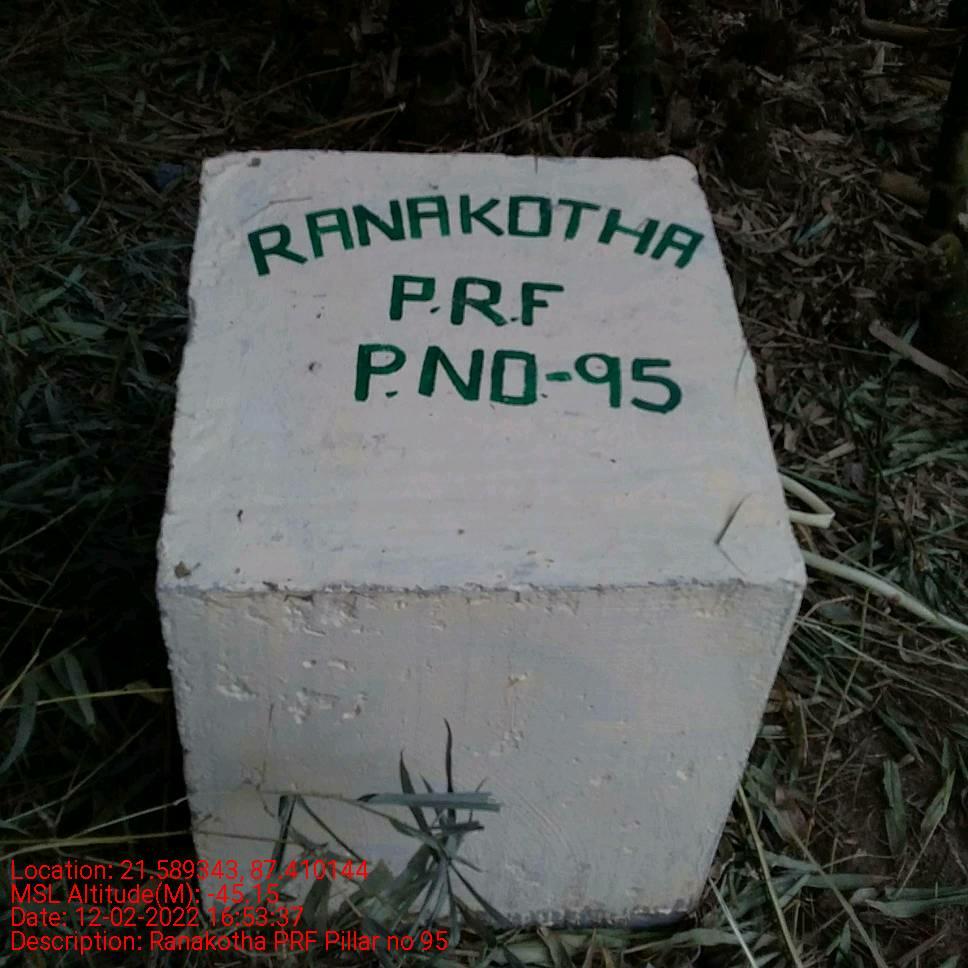 RANAKOTHA
P.R.F
P.NO-95
Location: 21.589343, 87.410144
MSL Altitude(M): -45.15
Date: 12-02-2022 16:53:37
Description: Ranakotha PRF Pillar no 95